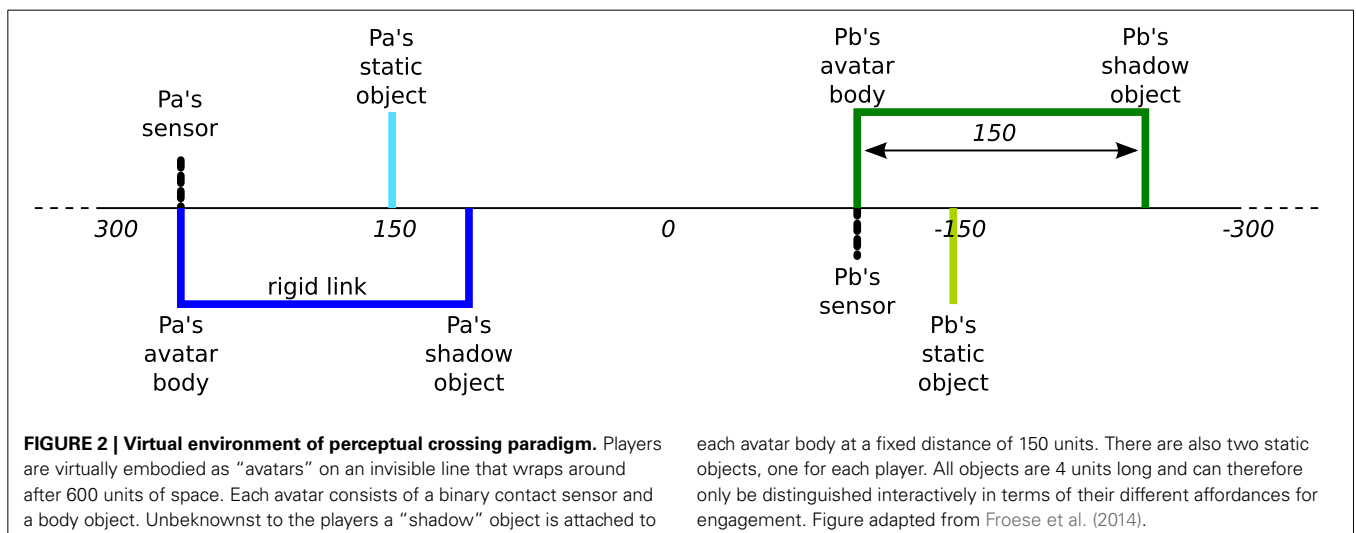 Pa's
sensor
Pa's
static
object
Pb's
avatar
body
Pb's
shadow
object
150
300
150
0
-150
-300
rigid link
Pb's
sensor
Pa's
avatar
body
Pa's
shadow
object
Pb's
static
object
FIGURE 2 | Virtual environment of perceptual crossing paradigm. Players
are virtually embodied as “avatars” on an invisible line that wraps around
after 600 units of space. Each avatar consists of a binary contact sensor and
a body object. Unbeknownst to the players a “shadow” object is attached to
each avatar body at a fixed distance of 150 units. There are also two static
objects, one for each player. All objects are 4 units long and can therefore
only be distinguished interactively in terms of their different affordances for
engagement. Figure adapted from Froese et al. (2014).